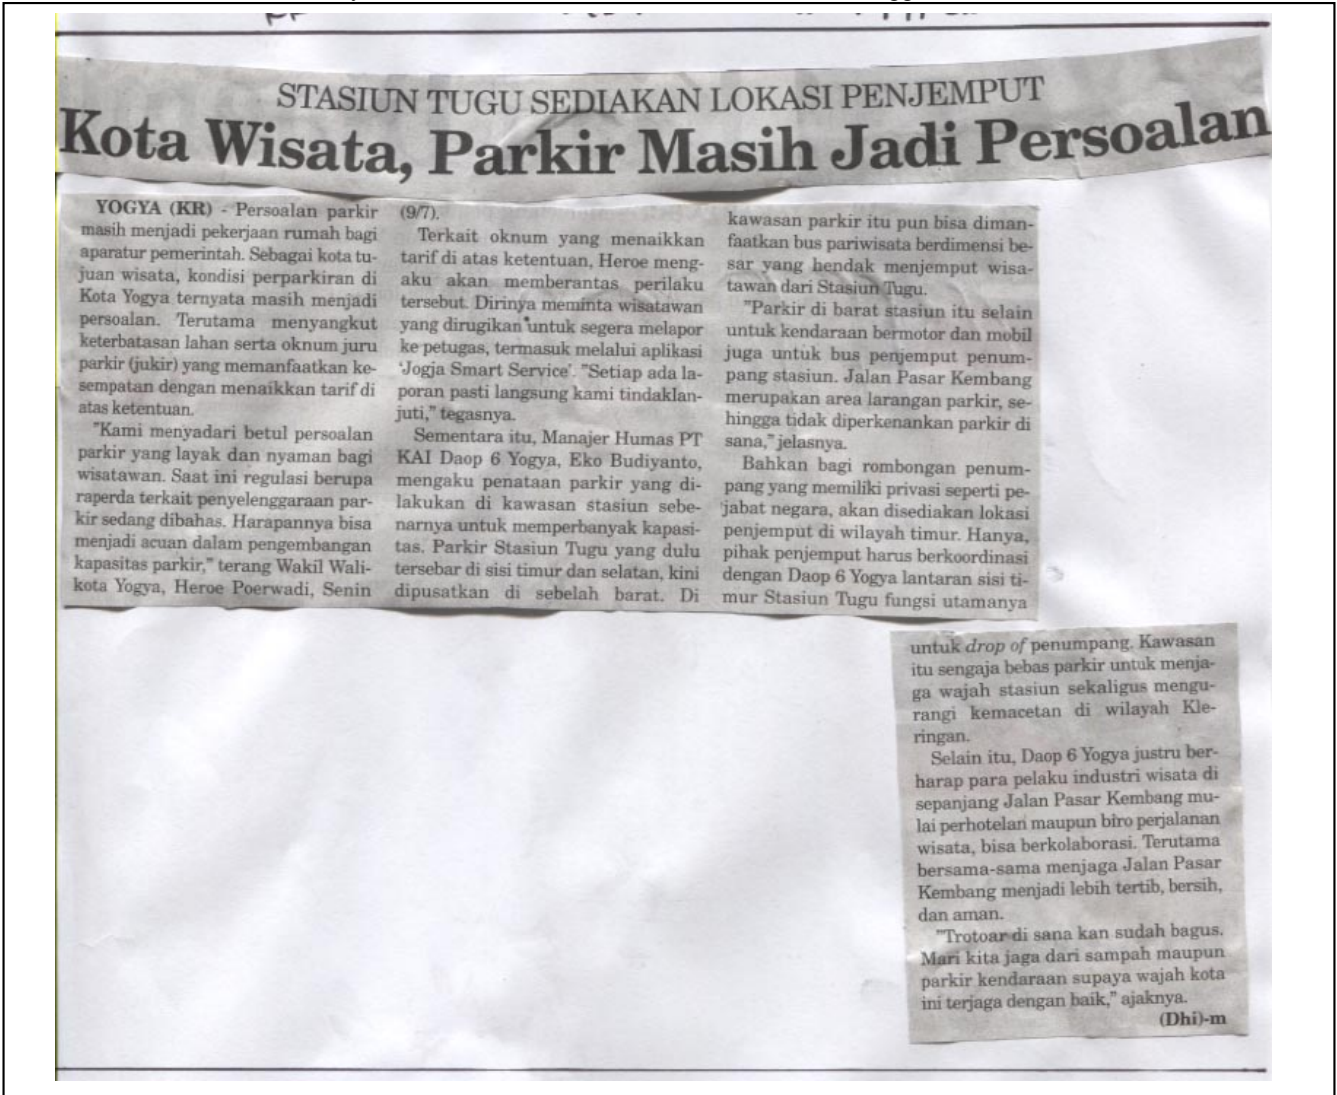 STASIUN TUGU SEDIAKAN LOKASI PENJEMPUT
Kota Wisata, Parkir Masih Jadi Persoalan
YOGYA (KR) - Persoalan parkir
masih menjadi pekerjaan rumah bagi
aparatur pemerintah. Sebagai kota tu-
juan wisata, kondisi perparkiran di
Kota Yogya ternyata masih menjadi
persoalan. Terutama menyangkut
keterbatasan lahan serta oknum juru
parkir (jukir) yang memanfaatkan ke-
sempatan dengan menaikkan tarif di
atas ketentuan.
"Kami menyadari betul persoalan
parkir yang layak dan nyaman bagi
wisatawan. Saat ini regulasi berupa
raperda terkait penyelenggaraan par-
kir sedang dibahas. Harapannya bisa
menjadi acuan dalam pengembangan
kapasitas parkir," terang Wakil Wali-
kota Yogya, Heroe Poerwadi, Senin
(9/7).
Terkait oknum yang menaikkan
tarif di atas ketentuan, Heroe meng-
aku akan memberantas perilaku
tersebut. Dirinya meminta wisatawan
yang dirugikan untuk segera melapor
ke petugas, termasuk melalui aplikasi
'Jogja Smart Service'. "Setiap ada la-
poran pasti langsung kami tindaklan-
juti," tegasnya.
Sementara itu, Manajer Humas PT
KAI Daop 6 Yogya, Eko Budiyanto,
mengaku penataan parkir yang di-
lakukan di kawasan stasiun sebe-
narnya untuk memperbanyak kapasi-
tas. Parkir Stasiun Tugu yang dulu
tersebar di sisi timur dan selatan, kini
dipusatkan di sebelah barat. Di
kawasan parkir itu pun bisa diman-
faatkan bus pariwisata berdimensi be-
sar yang hendak menjemput wisa-
tawan dari Stasiun Tugu.
"Parkir di barat stasiun itu selain
untuk kendaraan bermotor dan mobil
juga untuk bus penjemput penum-
pang stasiun. Jalan Pasar Kembang
merupakan area larangan parkir, se-
hingga tidak diperkenankan parkir di
sana," jelasnya.
Bahkan bagi rombongan penum-
pang yang memiliki privasi seperti pe-
jabat negara, akan disediakan lokasi
penjemput di wilayah timur. Hanya,
pihak penjemput harus berkoordinasi
dengan Daop 6 Yogya lantaran sisi ti-
mur Stasiun Tugu fungsi utamanya
untuk drop of penumpang. Kawasan
itu sengaja bebas parkir untuk menja-
ga wajah stasiun sekaligus mengu-
rangi kemacetan di wilayah Kle-
ringan.
Selain itu, Daop 6 Yogya justru ber-
harap para pelaku industri wisata di
sepanjang Jalan Pasar Kembang mu-
lai perhotelan maupun biro perjalanan
wisata, bisa berkolaborasi. Terutama
bersama-sama menjaga Jalan Pasar
Kembang menjadi lebih tertib, bersih,
dan aman.
"Trotoar di sana kan sudah bagus.
Mari kita jaga dari sampah maupun
parkir kendaraan supaya wajah kota
ini terjaga dengan baik," ajaknya.
(Dhi)-m